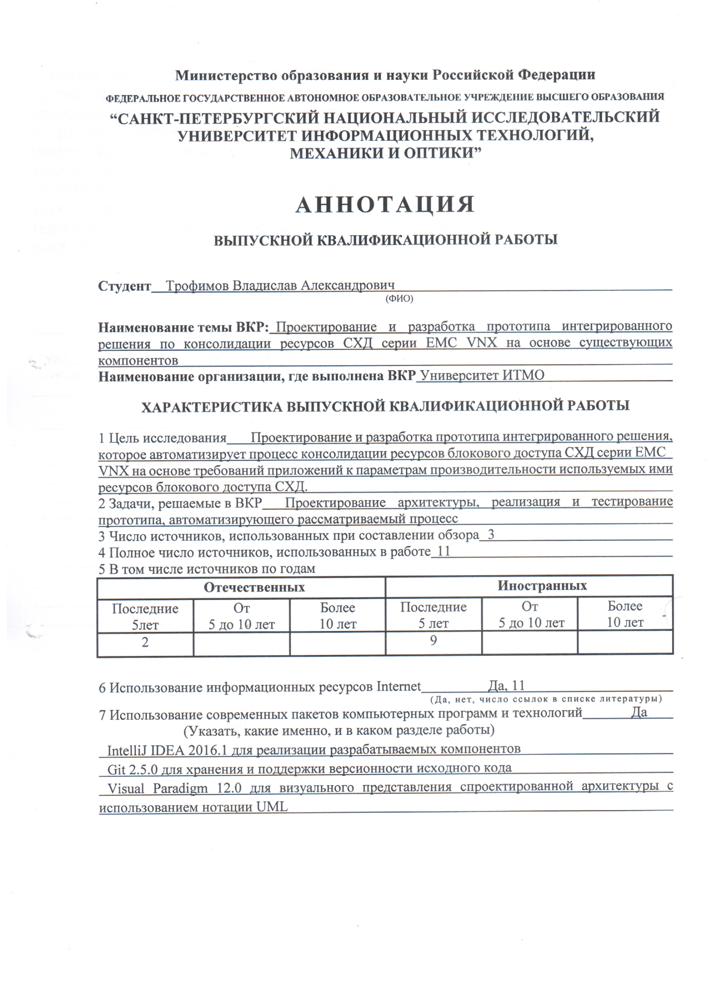 Министерство образования и науки Российской Федерации
ФЕДЕРАЛЬНОЕ ГОСУДАРСТВЕННОЕ АВТОНОМНОЕ ОБРАЗОВАТЕЛЬНОЕ УЧРЕЖДЕНИЕ ВЫСШЕГО ОБРАЗОВАНИЯ
“САНКТ-ПЕТЕРБУРГСКИЙ НАЦИОНАЛЬНЫЙ ИССЛЕДОВАТЕЛЬСКИЙ
УНИВЕРСИТЕТ ИНФОРМАЦИОННЫХ ТЕХНОЛОГИЙ,
МЕХАНИКИ И ОПТИКИ”
АННОТАЦИЯ
ВЫПУСКНОЙ КВАЛИФИКАЦИОННОЙ РАБОТЫ
Студент Трофимов Владислав Александрович
(ФИО)
Наименование темы ВКР: Проектирование и разработка прототипа интегрированного
решения по консолидации ресурсов СХД серии EMC VNX на основе существующих
компонентов
Наименование организации, где выполнена ВКР Университет ИТМО
ХАРАКТЕРИСТИКА ВЫПУСКНОЙ КВАЛИФИКАЦИОННОЙ РАБОТЫ
1 Цель исследования Проектирование и разработка прототипа интегрированного решения,
которое автоматизирует процесс консолидации ресурсов блокового доступа СХД серии EMC
VNX на основе требований приложений к параметрам производительности используемых ими
ресурсов блокового доступа СХД.
2 Задачи, решаемые в ВКР Проектирование архитектуры, реализация и тестирование
прототипа, автоматизирующего рассматриваемый процесс
3 Число источников, использованных при составлении обзора 3
4 Полное число источников, использованных в работе 11
5 В том числе источников по годам
Отечественных Иностранных
Последние От Более Последние От Более
5лет 5 до 10 лет 10 лет 5 лет 5 до 10 лет 10 лет
2 9
6 Использование информационных ресурсов Internet Да, 11
(Да, нет, число ссылок в списке литературы)
7 Использование современных пакетов компьютерных программ и технологий Да
(Указать, какие именно, и в каком разделе работы)
IntelliJ IDEA 2016.1 для реализации разрабатываемых компонентов
Git 2.5.0 для хранения и поддержки версионности исходного кода
Visual Paradigm 12.0 для визуального представления спроектированной архитектуры с
использованием нотации UML